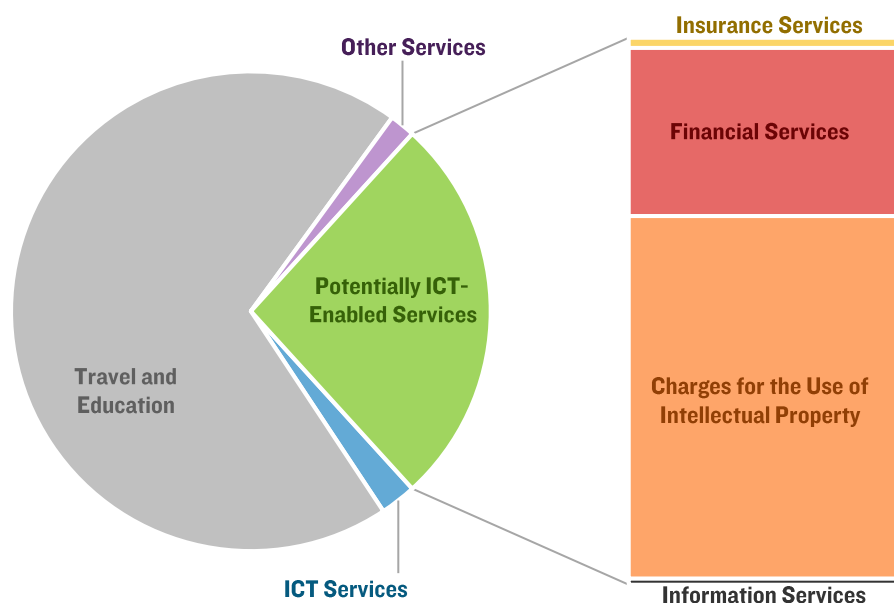 Insurance Services
Other Services
Financial Services
Potentially ICT-
Enabled Services
Travel and
Education
Charges for the Use of
Intellectual Property
ICT Services
Information Services